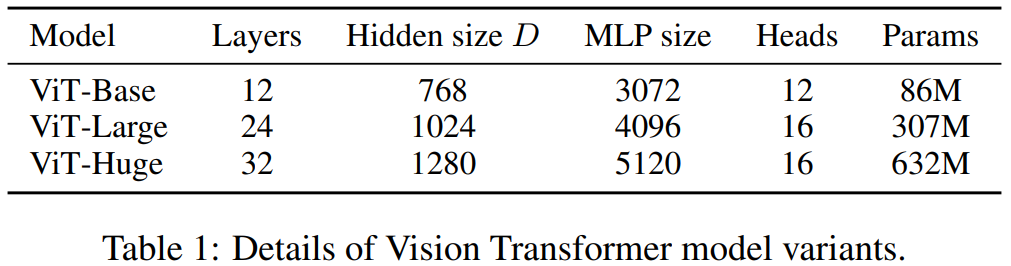 Model Layers Hidden size D MLP size Heads Params
ViT-Base 12 768 3072 12 86M
ViT-Large 24 1024 4096 16 307M
ViT-Huge 32 1280 5120 16 632M
Table 1: Details of Vision Transformer model variants.